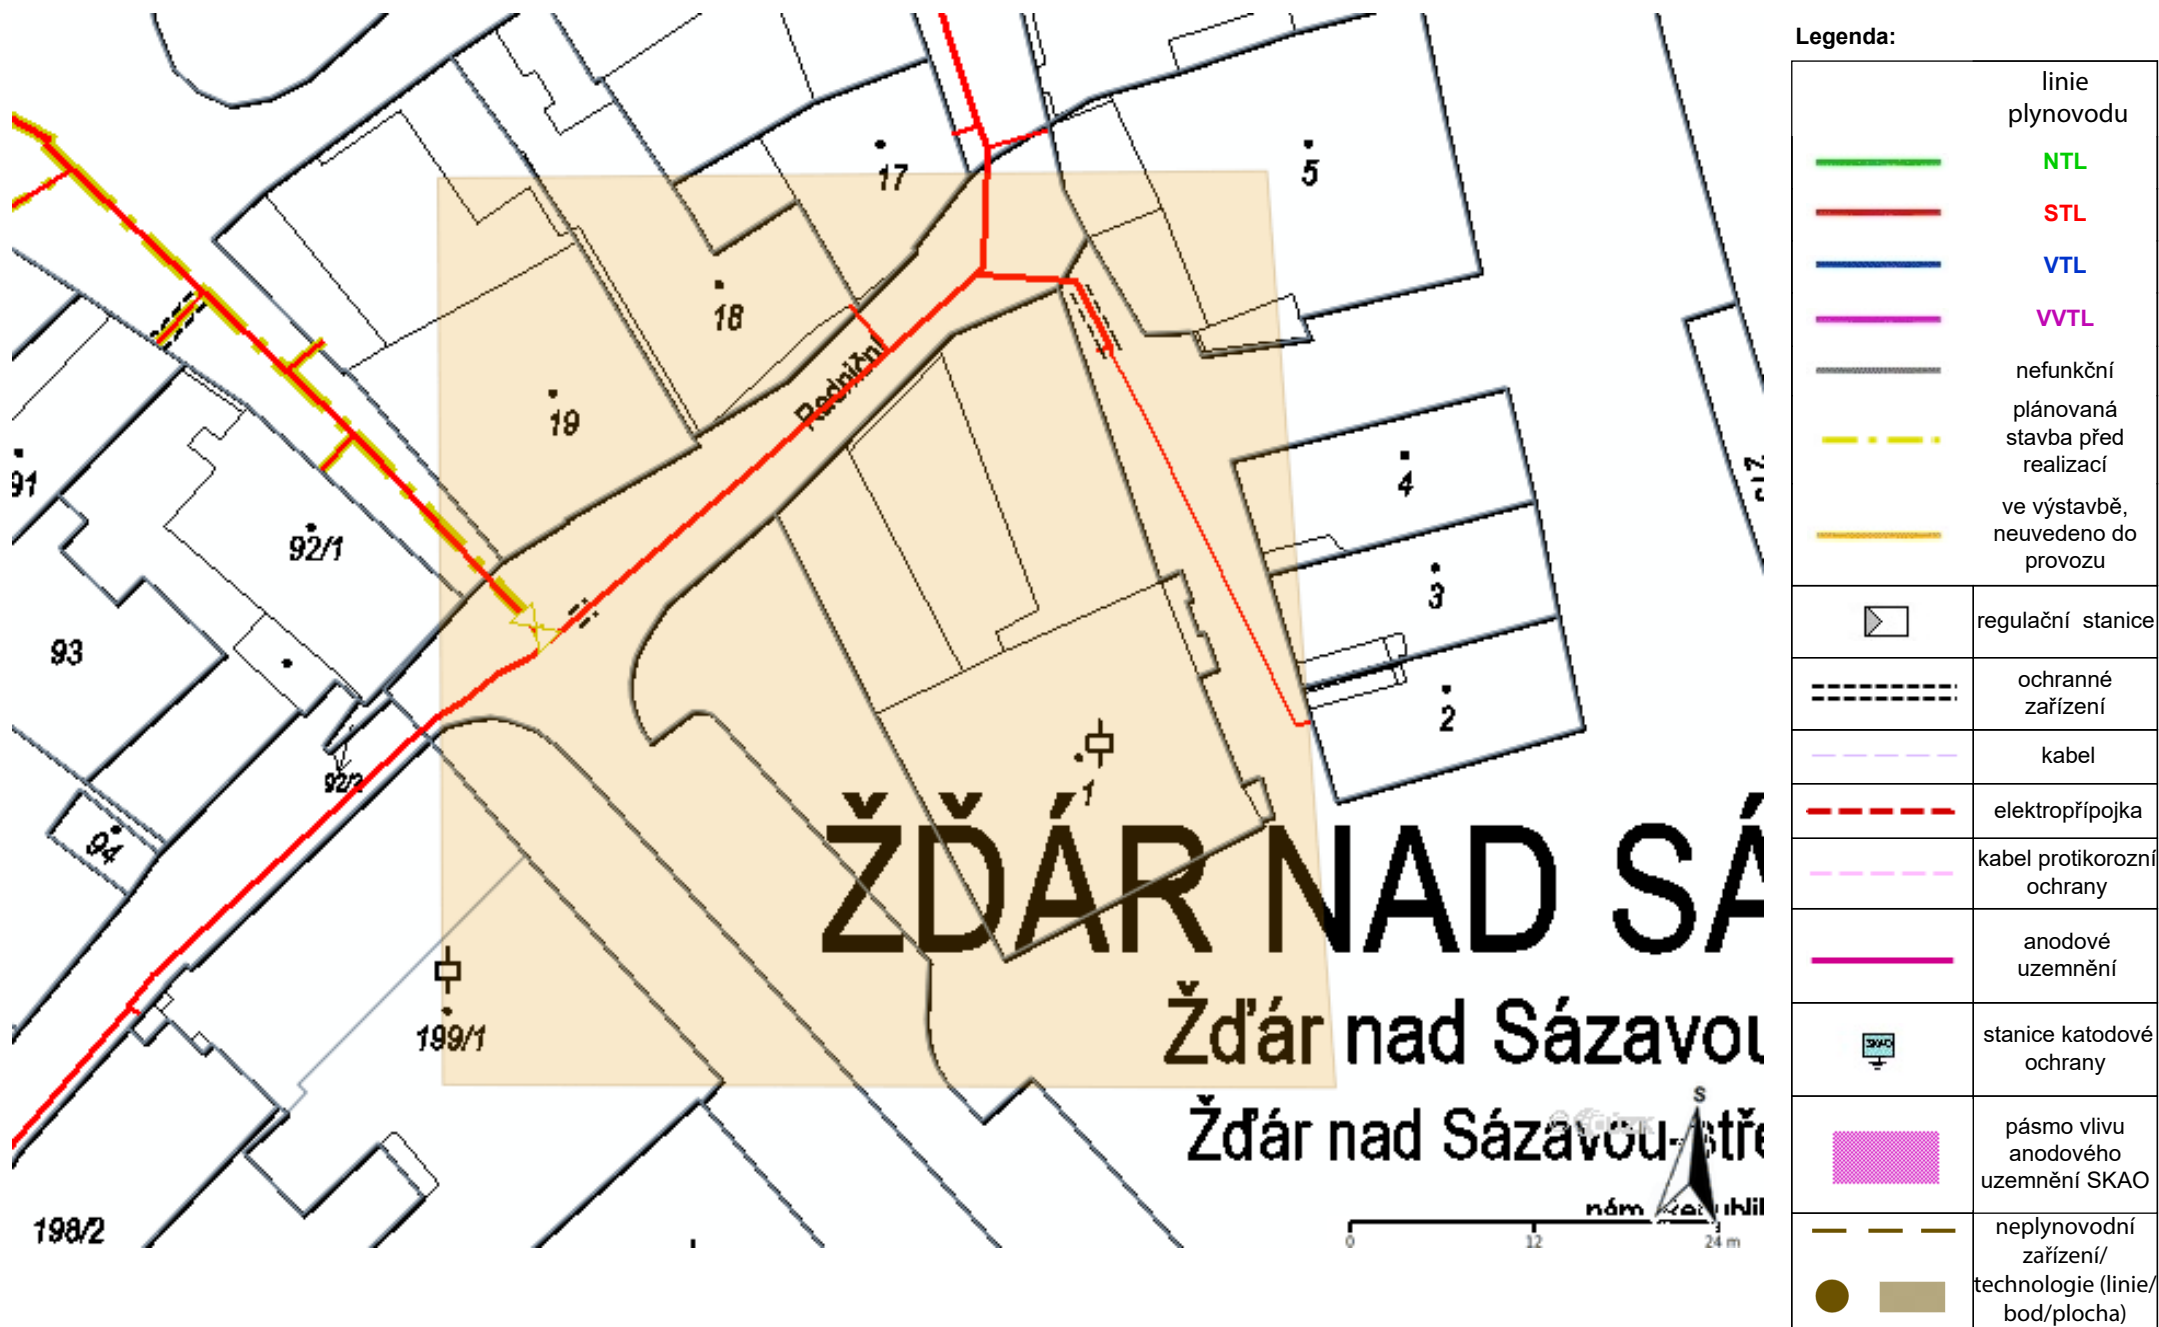 17
5
18
Radniční
19
4
91
92/1
3
93
2
92/2
1
94
ŽĎÁR NAD SÁ
199/1
Žďár nad Sázavou
Žďár nad Sázavou-stře
S
nám
198/2
0 12 24 m
Legenda:
linie
plynovodu
NTL
STL
VTL
VVTL
nefunkční
plánovaná
stavba před
realizací
ve výstavbě,
neuvedeno do
provozu
regulační stanice
ochranné
zařízení
kabel
elektropřípojka
kabel protikorozní
ochrany
anodové
uzemnění
SKAO
stanice katodové
ochrany
pásmo vlivu
anodového
uzemnění SKAO
neplynovodní
zařízení/
technologie (linie/
bod/plocha)